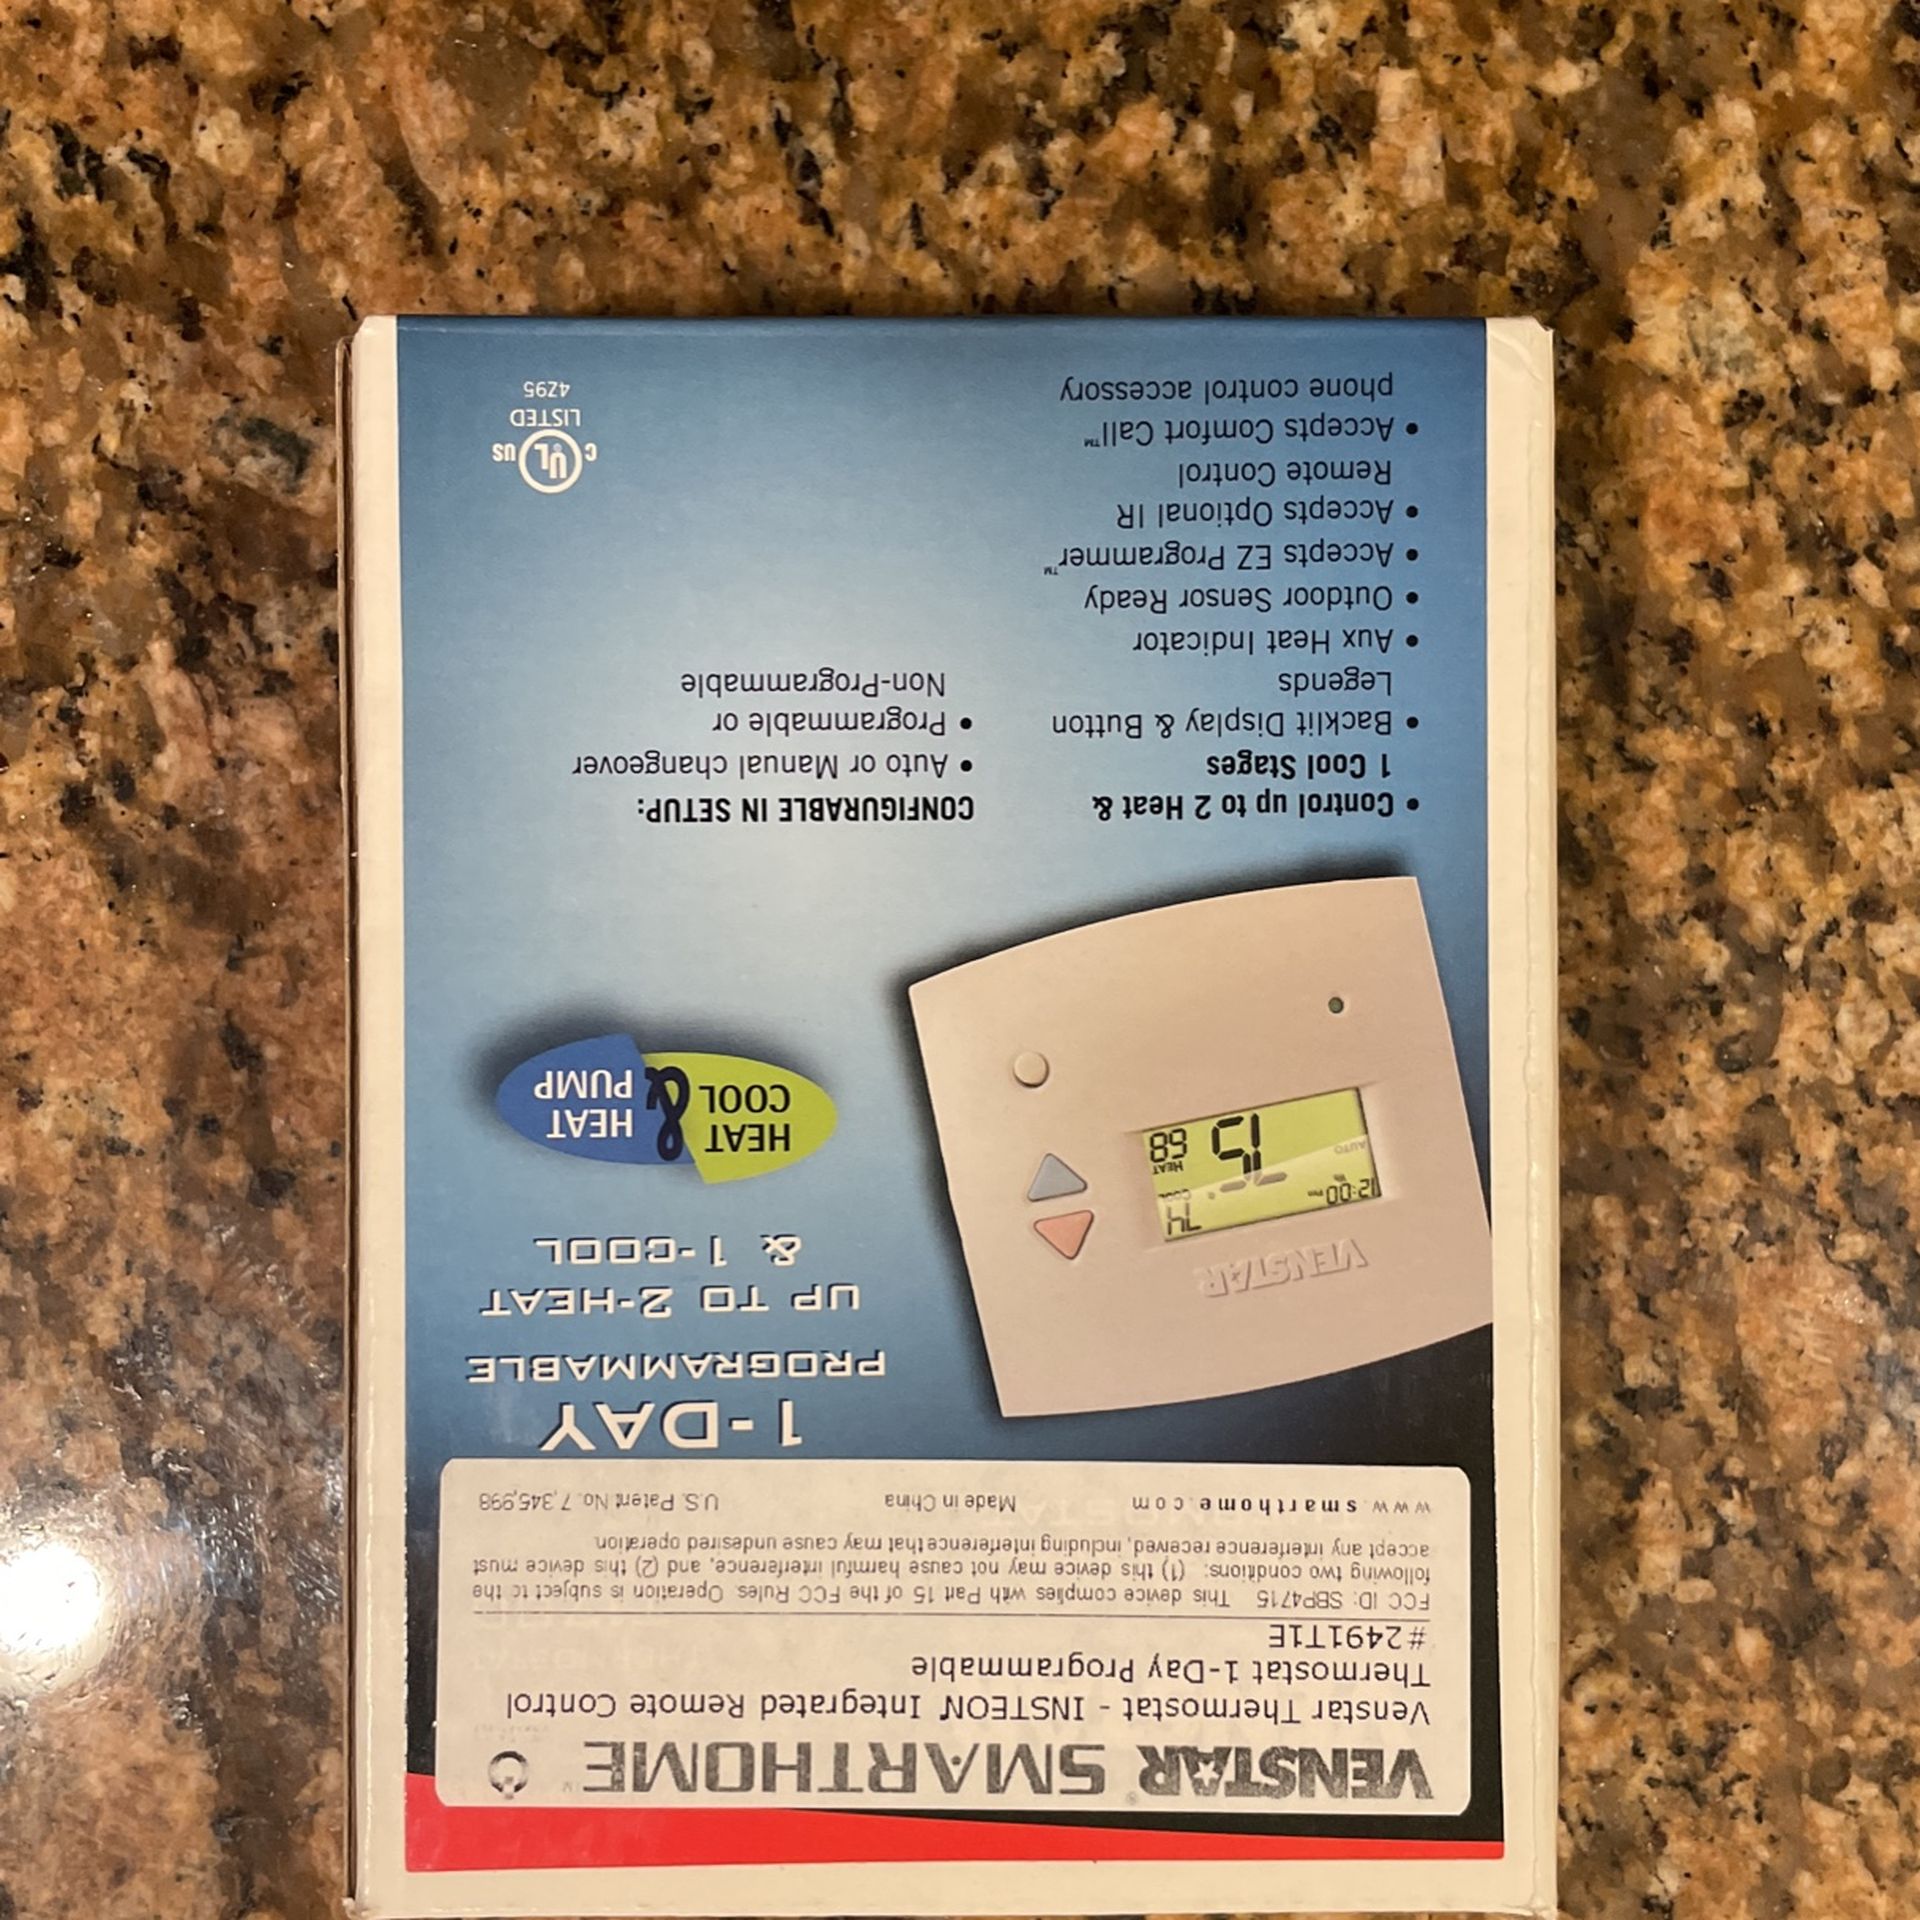 VENSTAR® SMARTHOME™
Venstar Thermostat - INSTEON® Integrated Remote Control
Thermostat 1-Day Programmable
#2491T1E
FCC ID: SBP4715 This device complies with Part 15 of the FCC Rules. Operation is subject to the
following two conditions: (1) this device may not cause harmful interference, and (2) this device must
accept any interference received, including interference that may cause undesired operation.
www.smarthome.com Made in China U.S. Patent No. 7,345,998
1-DAY
PROGRAMMABLE
UP TO 2-HEAT
& 1-COOL
VENSTAR
12:00 Pm
74
COOL
AUTO
75
HEAT
68
HEAT
COOL
&
HEAT
PUMP
• Control up to 2 Heat &
1 Cool Stages
• Backlit Display & Button
Legends
• Aux Heat Indicator
• Outdoor Sensor Ready
• Accepts EZ Programmer™
• Accepts Optional IR
Remote Control
• Accepts Comfort Call™
phone control accessory
CONFIGURABLE IN SETUP:
• Auto or Manual changeover
• Programmable or
Non-Programmable
C UL US
LISTED
4Z95